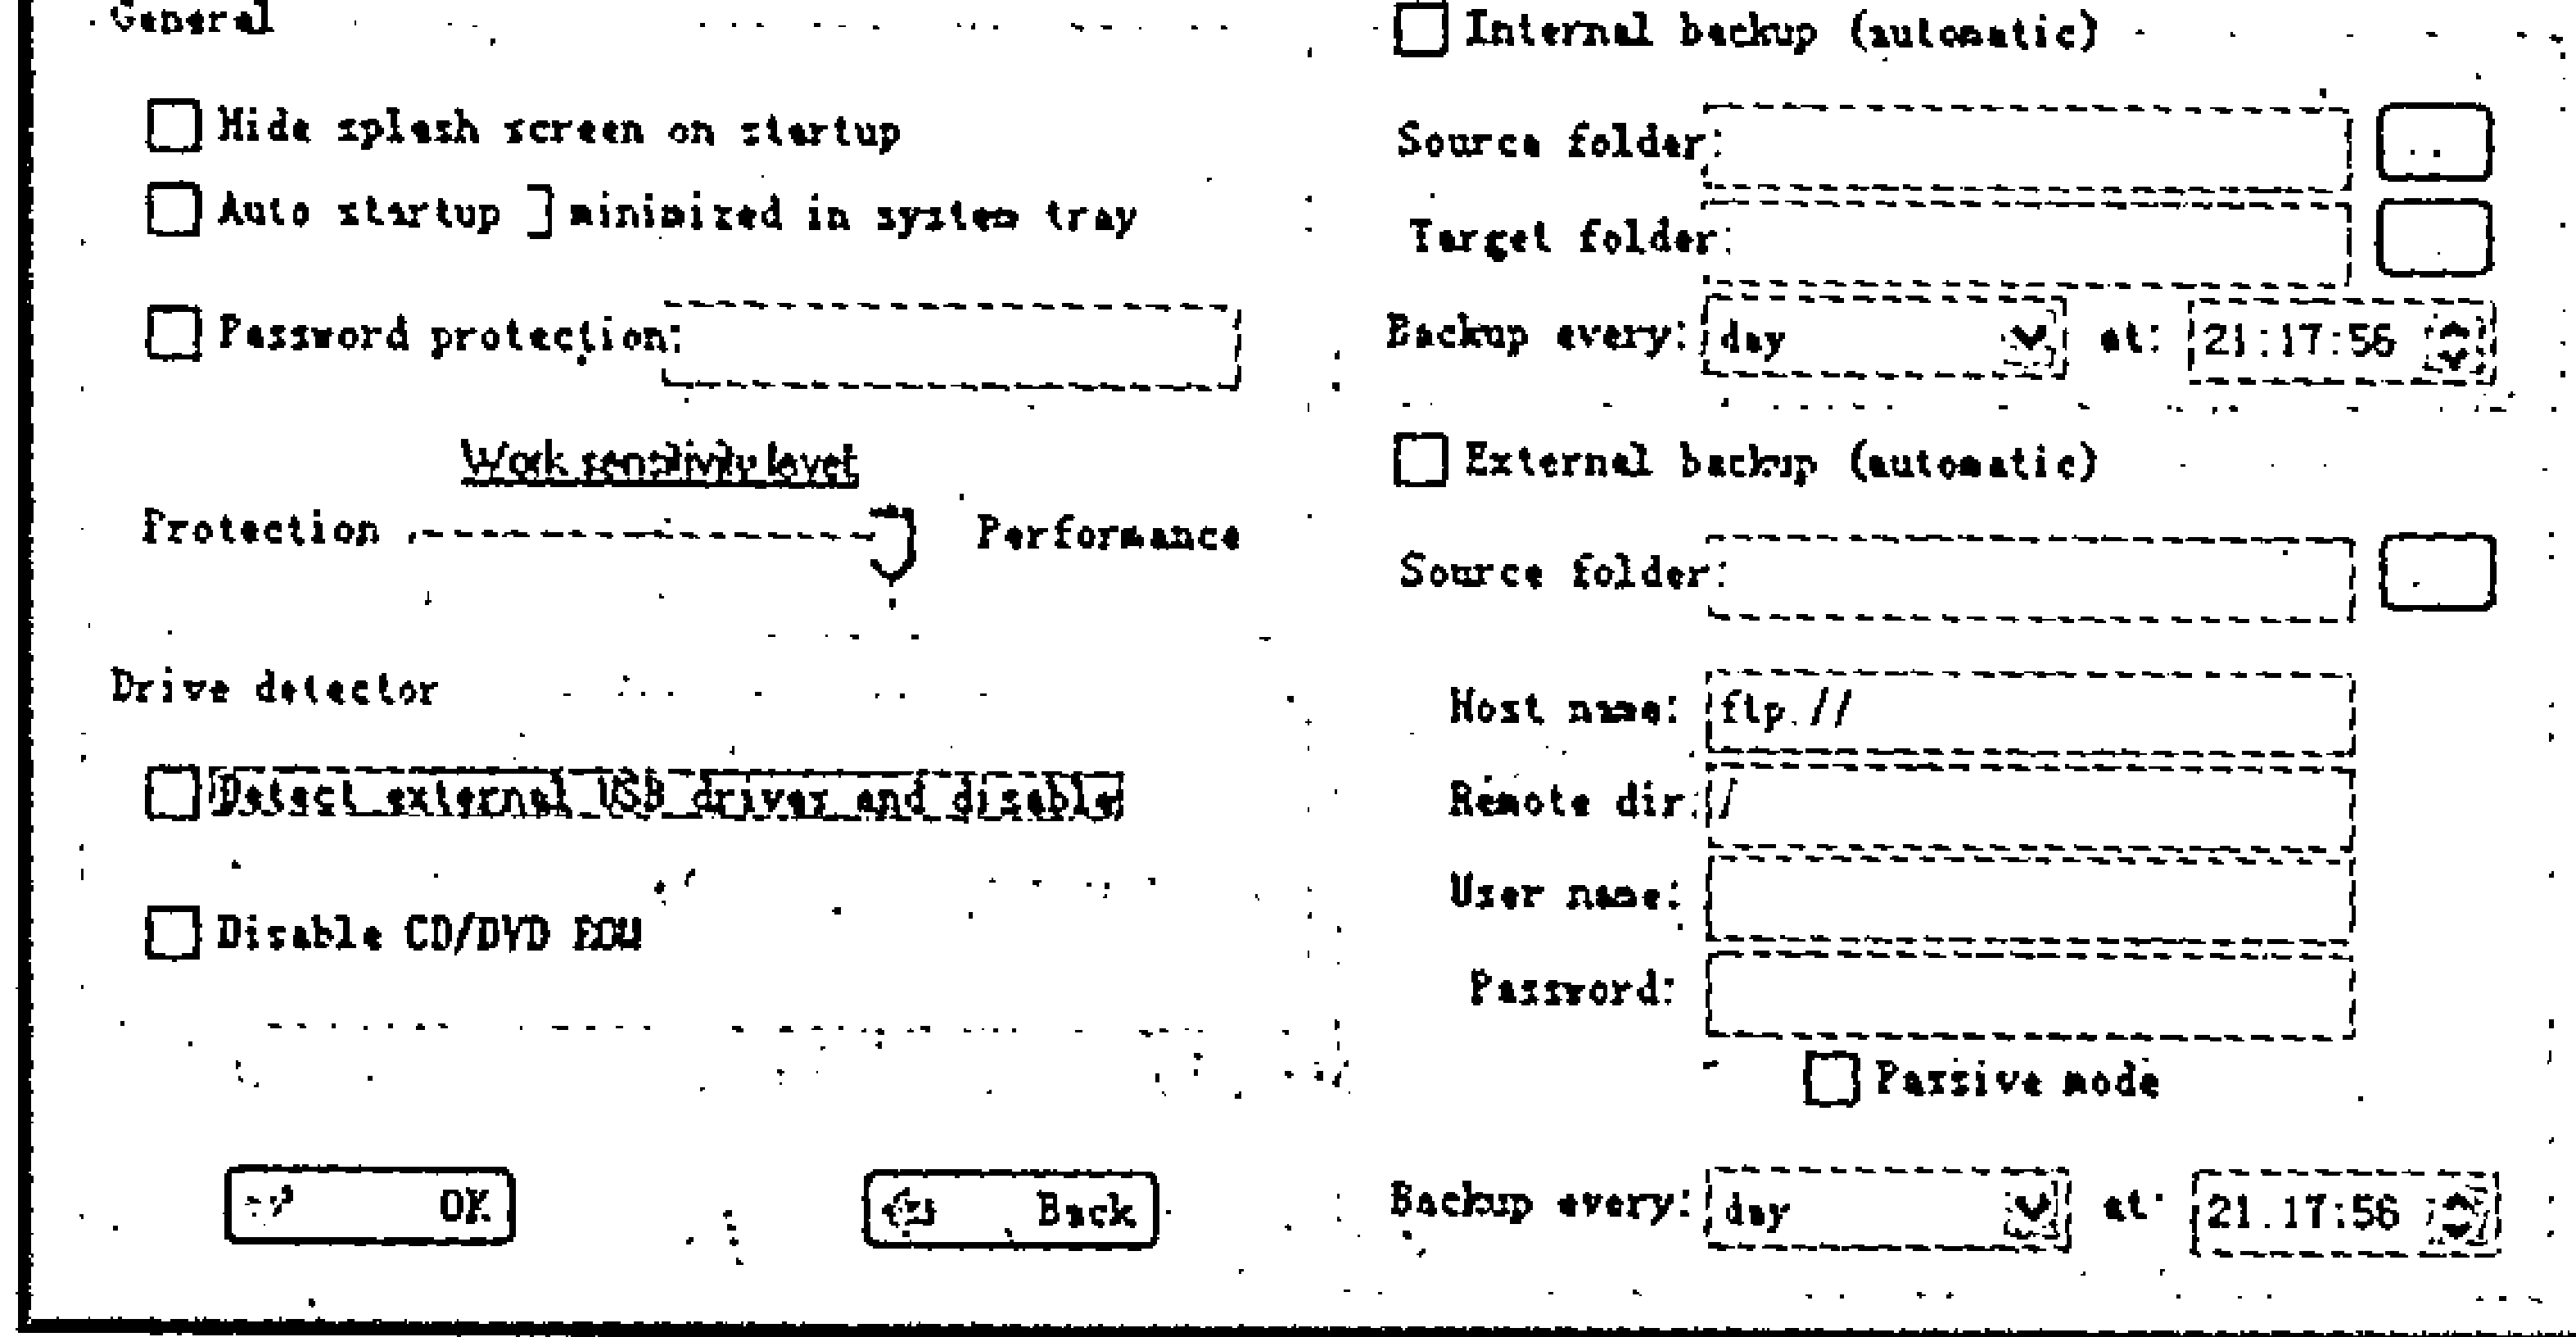 General
Hide splash screen on startup
Auto startup minimized in system tray
Password protection:
Work sensitivity level
Protection Performance
Drive detector
Detect external USB drives and disable
Disable CD/DVD ROM
OK Back
Internal backup (automatic)
Source folder: ..
Target folder:
Backup every: day at: 21:17:56
External backup (automatic)
Source folder:
Host name: ftp://
Remote dir: /
User name:
Password:
Passive mode
Backup every: day at: 21:17:56